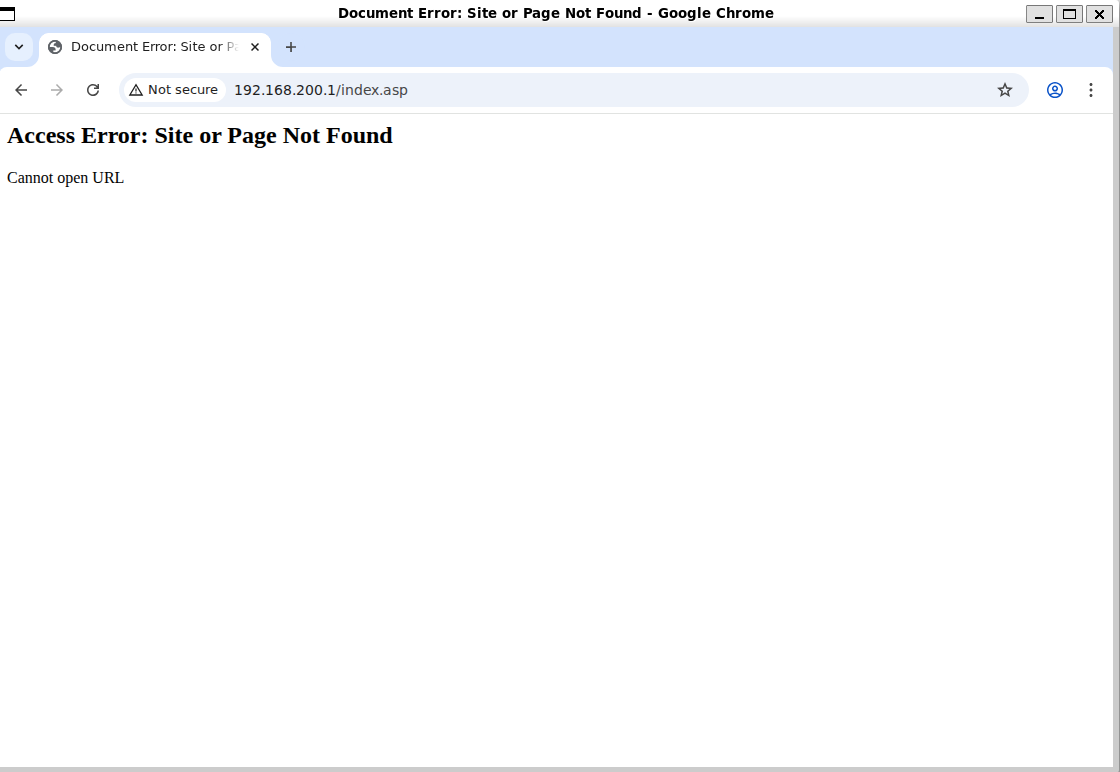 Document Error: Site or Page Not Found - Google Chrome
Document Error: Site or P
Not secure
192.168.200.1/index.asp
Access Error: Site or Page Not Found
Cannot open URL